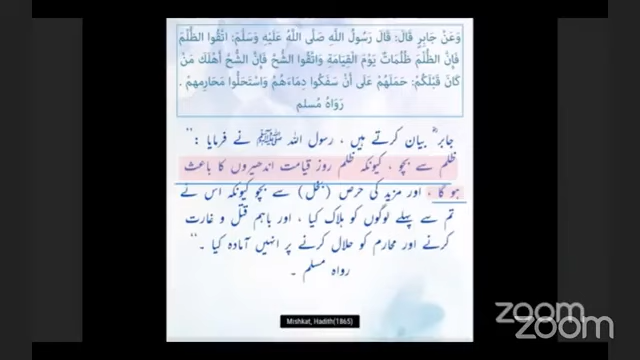 وَعَنْ جَابِرٍ قَالَ: قَالَ رَسُولُ اللَّهِ صَلَّى اللَّهُ عَلَيْهِ وَسَلَّمَ: اتَّقُوا الظُّلْمَ
فَإِنَّ الظُّلْمَ ظُلُمَاتٌ يَوْمَ الْقِيَامَةِ وَاتَّقُوا الشُّحَّ فَإِنَّ الشُّحَّ أَهْلَكَ مَنْ
كَانَ قَبْلَكُمْ: حَمَلَهُمْ عَلَى أَنْ سَفَكُوا دِمَاءَهُمْ وَاسْتَحَلُّوا مَحَارِمهمْ .
رَوَاهُ مُسلم
جابرؓ بیان کرتے ہیں ، رسول اللہ ﷺ نے فرمایا :‘‘
ظلم سے بچو ، کیونکہ ظلم روز قیامت اندھیروں کا باعث
ہو گا ، اور مزید کی حرص (بخل) سے بچو کیونکہ اس نے
تم سے پہلے لوگوں کو ہلاک کیا ، اور باہم قتل و غارت
کرنے اور محارم کو حلال کرنے پر انہیں آمادہ کیا ۔‘‘
رواہ مسلم ۔
Mishkat, Hadith(1865)
zoom
zoom